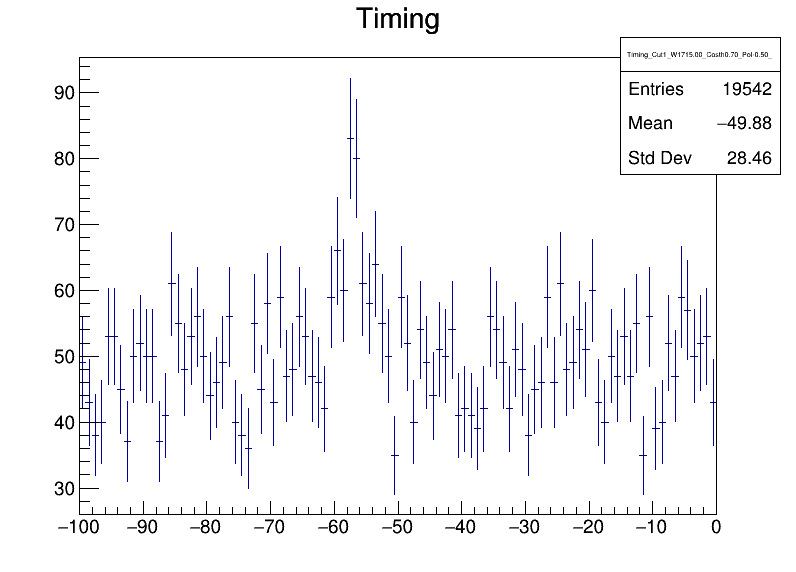 Timing
Timing_Cut1_W1715.00_Costh0.70_Pol-0.50_
Entries 19542
Mean −49.88
Std Dev 28.46
90
80
70
60
50
40
30
−100 −90 −80 −70 −60 −50 −40 −30 −20 −10 0